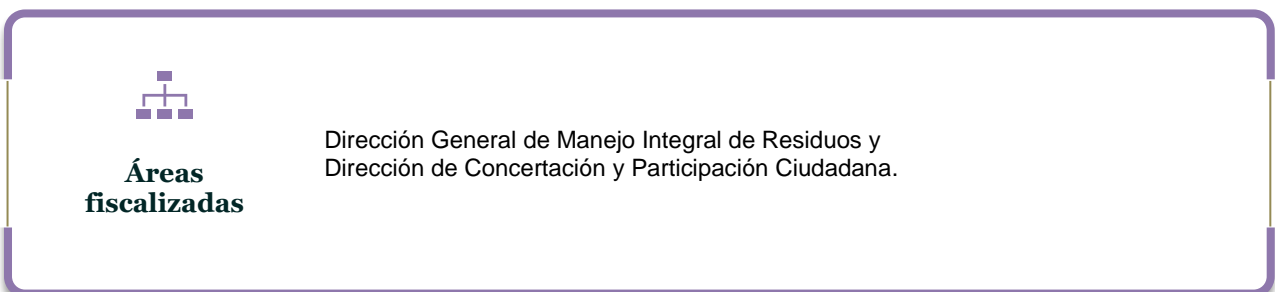 Áreas
fiscalizadas
Dirección General de Manejo Integral de Residuos y
Dirección de Concertación y Participación Ciudadana.